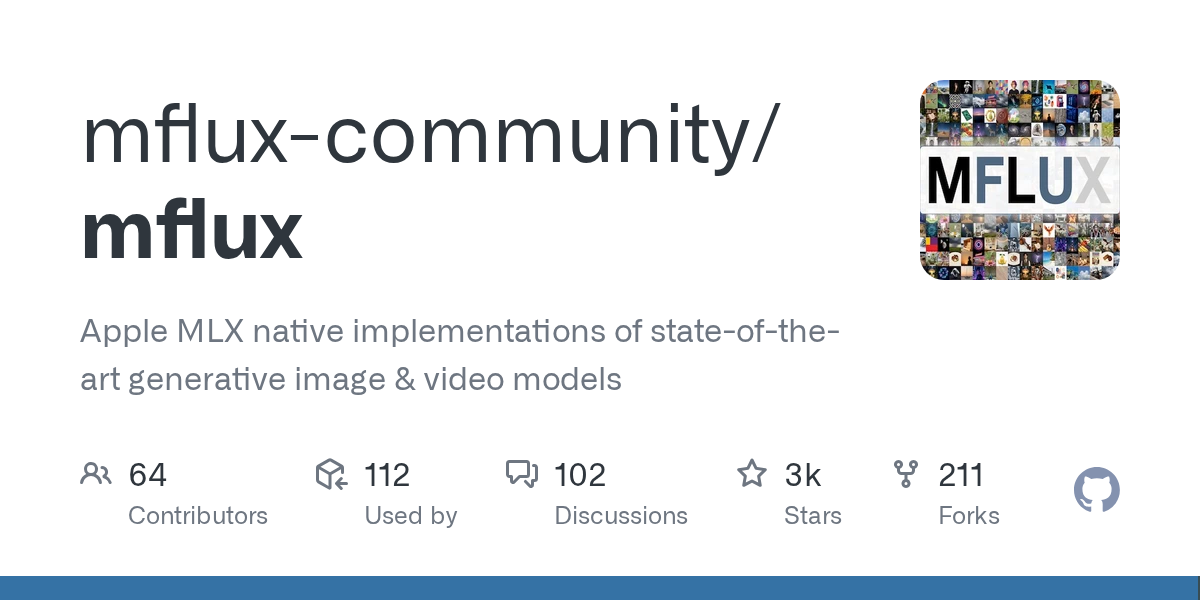 mflux-community/
mflux
MFLUX
Apple MLX native implementations of state-of-the-
art generative image & video models
64
Contributors
112
Used by
102
Discussions
3k
Stars
211
Forks